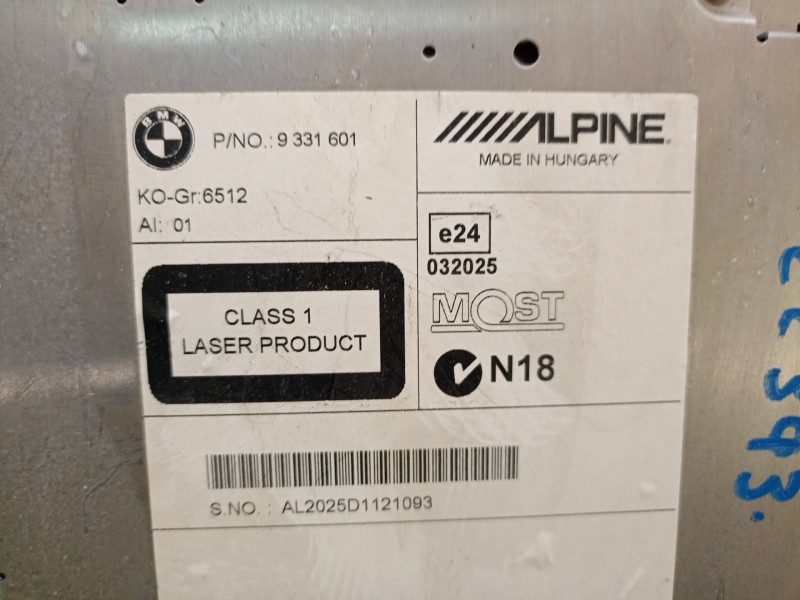 BMW
P/NO.: 9 331 601
KO-Gr:6512
AI: 01
ALPINE
MADE IN HUNGARY
e24
032025
MOST
N18
CLASS 1
LASER PRODUCT
S.NO. : AL2025D1121093